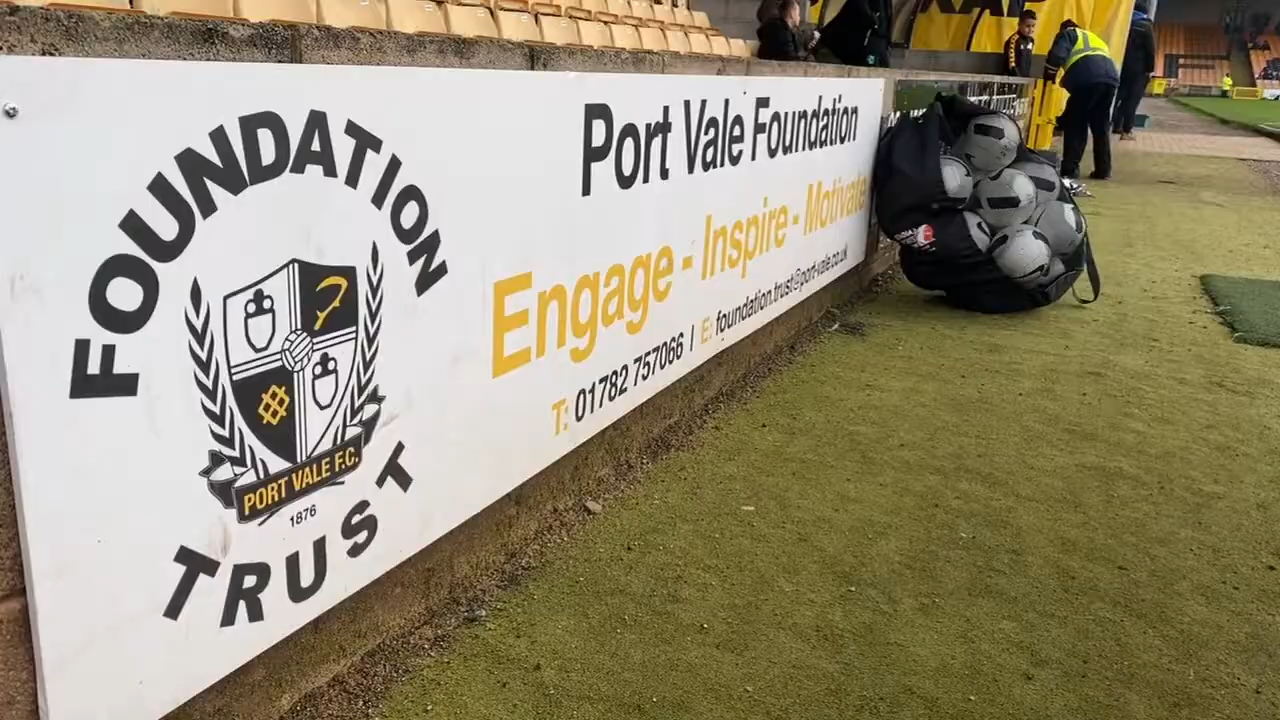 FOUNDATION
PORT VALE F.C.
1876
TRUST
Port Vale Foundation
Engage - Inspire - Motivate
T: 01782 757066 | E: foundation.trust@port-vale.co.uk